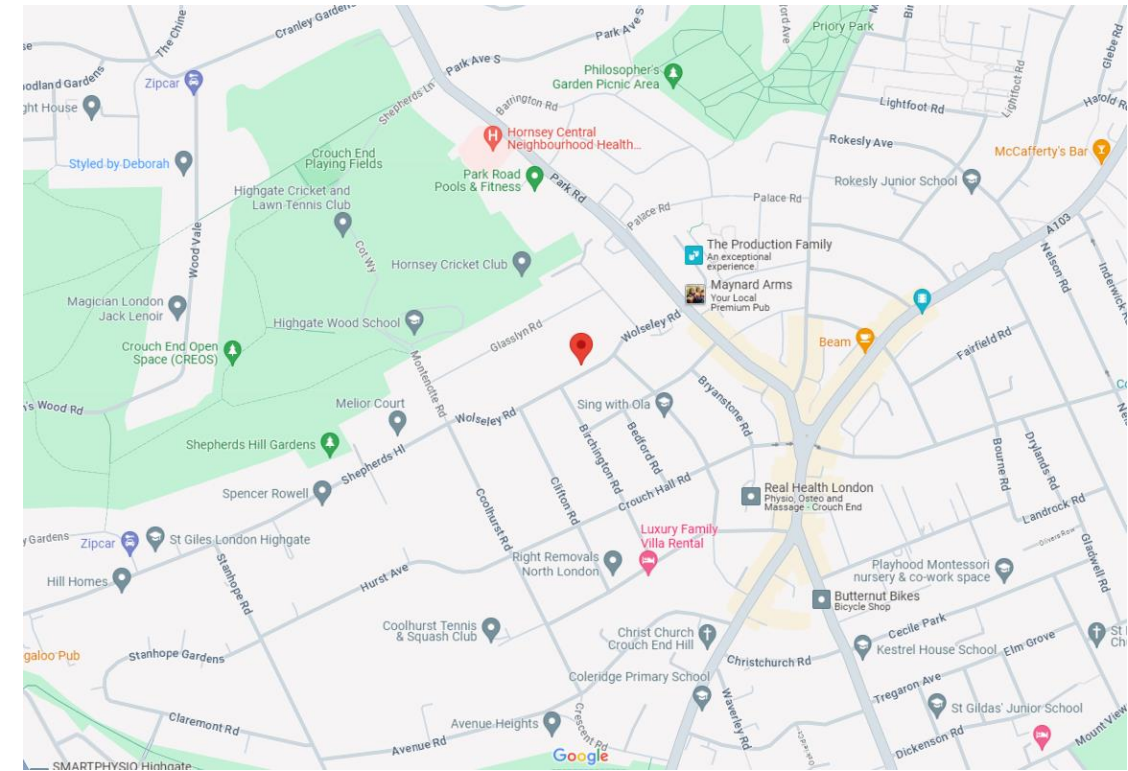 Cranley Gardens
The Chine
Park Ave S
Priory Park
Glebe Rd
Zipcar
Park Ave S
Philosopher's
Garden Picnic Area
Shepherds Ln
Barrington Rd
Lightfoot Rd
Lightfoot Rd
Harold
Hornsey Central
Neighbourhood Health...
Rokesly Ave
McCafferty's Bar
Styled by Deborah
Crouch End
Playing Fields
Park Road
Pools & Fitness
Park Rd
Rokesly Junior School
Highgate Cricket and
Lawn Tennis Club
Palace Rd
Palace Rd
A103
Wood Vale
Cot Wy
Hornsey Cricket Club
The Production Family
An exceptional
experience
Nelson Rd
Inderwick Rd
Magician London
Jack Lenoir
Maynard Arms
Your Local
Premium Pub
Highgate Wood School
Glasslyn Rd
Wolseley Rd
Beam
Fairfield Rd
Crouch End Open
Space (CREOS)
Montenotte Rd
's Wood Rd
Melior Court
Wolseley Rd
Sing with Ola
Bryanstone Rd
Shepherds Hill Gardens
Shepherds Hl
Birchington Rd
Bedford Rd
Bourne Rd
Drylands Rd
Spencer Rowell
Coolhurst Rd
Clifton Rd
Crouch Hall Rd
Real Health London
Physio, Osteo and
Massage - Crouch End
Landrock Rd
Gardens
Zipcar
St Giles London Highgate
Luxury Family
Villa Rental
Olivers Row
Gladwell Rd
Hill Homes
Stanhope Rd
Hurst Ave
Right Removals
North London
Playhood Montessori
nursery & co-work space
Butternut Bikes
Bicycle Shop
Coolhurst Tennis
& Squash Club
Christ Church
Crouch End Hill
Cecile Park
Kestrel House School
Elm Grove
galoo Pub
Stanhope Gardens
Christchurch Rd
Coleridge Primary School
Tregaron Ave
Waverley Rd
St Gildas' Junior School
Claremont Rd
Avenue Heights
Crescent Rd
Avenue Rd
Dickenson Rd
Mount View
Google
SMARTPHYSIO Highgate